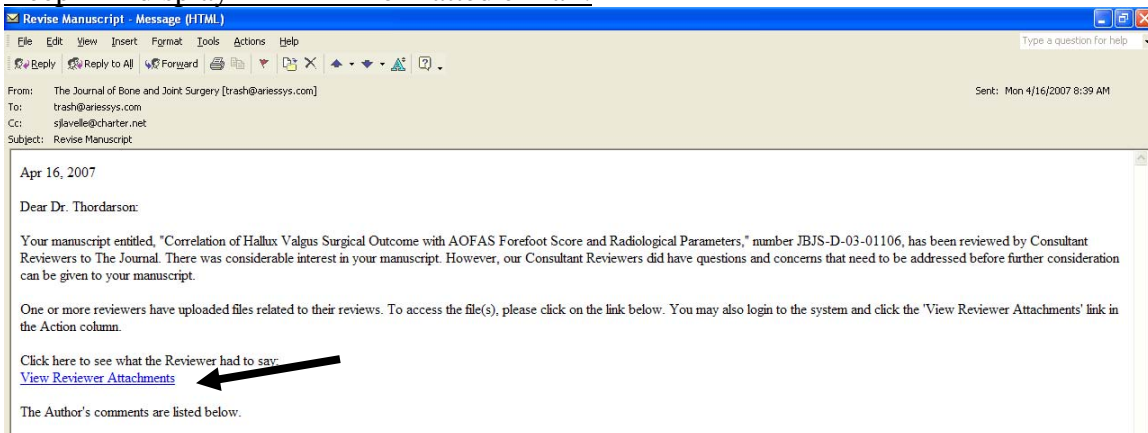 Revise Manuscript - Message (HTML)
File Edit View Insert Format Tools Actions Help
Type a question for help
Reply Reply to All Forward
From: The Journal of Bone and Joint Surgery [trash@ariessys.com]
Sent: Mon 4/16/2007 8:39 AM
To: trash@ariessys.com
Cc: sjlavelle@charter.net
Subject: Revise Manuscript
Apr 16, 2007
Dear Dr. Thordarson:
Your manuscript entitled, "Correlation of Hallux Valgus Surgical Outcome with AOFAS Forefoot Score and Radiological Parameters," number JBJS-D-03-01106, has been reviewed by Consultant
Reviewers to The Journal. There was considerable interest in your manuscript. However, our Consultant Reviewers did have questions and concerns that need to be addressed before further consideration
can be given to your manuscript.
One or more reviewers have uploaded files related to their reviews. To access the file(s), please click on the link below. You may also login to the system and click the 'View Reviewer Attachments' link in
the Action column.
Click here to see what the Reviewer had to say:
View Reviewer Attachments
The Author's comments are listed below.